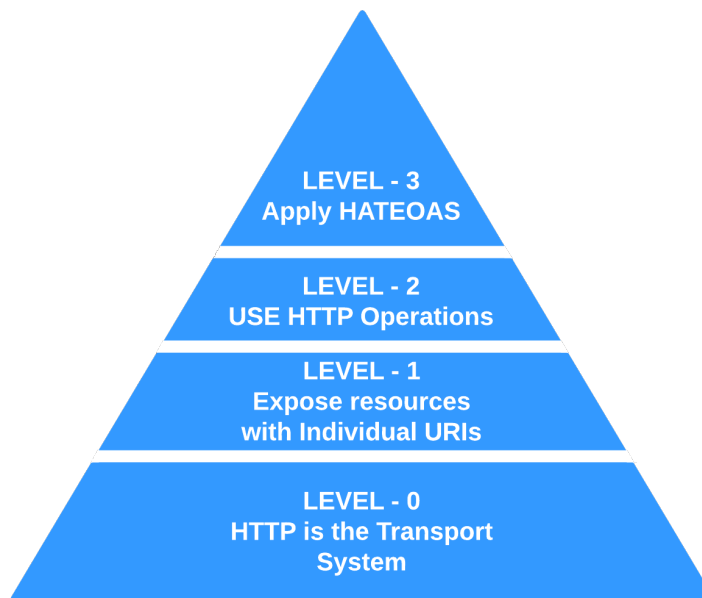 LEVEL - 3
Apply HATEOAS
LEVEL - 2
USE HTTP Operations
LEVEL - 1
Expose resources
with Individual URIs
LEVEL - 0
HTTP is the Transport
System